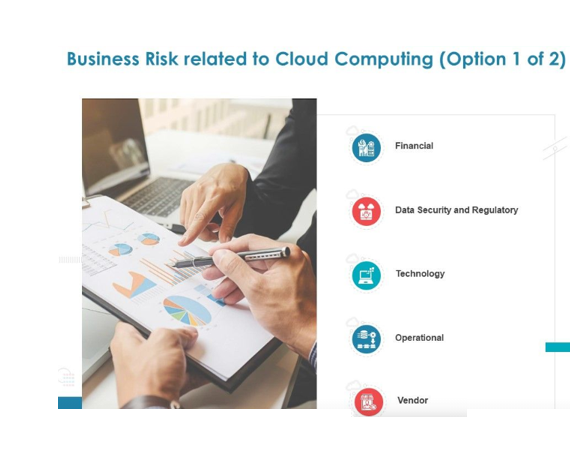 Business Risk related to Cloud Computing (Option 1 of 2)
Financial
Data Security and Regulatory
Technology
Operational
Vendor